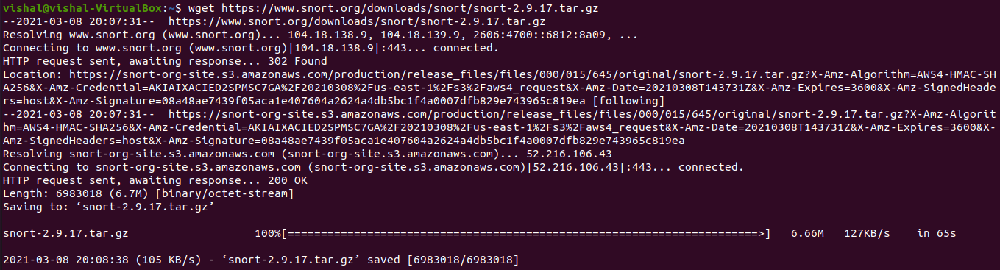 vishal@vishal-VirtualBox:~$ wget https://www.snort.org/downloads/snort/snort-2.9.17.tar.gz
--2021-03-08 20:07:31--  https://www.snort.org/downloads/snort/snort-2.9.17.tar.gz
Resolving www.snort.org (www.snort.org)... 104.18.138.9, 104.18.139.9, 2606:4700::6812:8a09, ...
Connecting to www.snort.org (www.snort.org)|104.18.138.9|:443... connected.
HTTP request sent, awaiting response... 302 Found
Location: https://snort-org-site.s3.amazonaws.com/production/release_files/files/000/015/645/original/snort-2.9.17.tar.gz?X-Amz-Algorithm=AWS4-HMAC-SH
A256&X-Amz-Credential=AKIAIXACIED2SPMSC7GA%2F20210308%2Fus-east-1%2Fs3%2Faws4_request&X-Amz-Date=20210308T143731Z&X-Amz-Expires=3600&X-Amz-SignedHeade
rs=host&X-Amz-Signature=08a48ae7439f05aca1e407604a2624a4db5bc1f4a0007dfb829e743965c819ea [following]
--2021-03-08 20:07:31--  https://snort-org-site.s3.amazonaws.com/production/release_files/files/000/015/645/original/snort-2.9.17.tar.gz?X-Amz-Algorit
hm=AWS4-HMAC-SHA256&X-Amz-Credential=AKIAIXACIED2SPMSC7GA%2F20210308%2Fus-east-1%2Fs3%2Faws4_request&X-Amz-Date=20210308T143731Z&X-Amz-Expires=3600&X-
Amz-SignedHeaders=host&X-Amz-Signature=08a48ae7439f05aca1e407604a2624a4db5bc1f4a0007dfb829e743965c819ea
Resolving snort-org-site.s3.amazonaws.com (snort-org-site.s3.amazonaws.com)... 52.216.106.43
Connecting to snort-org-site.s3.amazonaws.com (snort-org-site.s3.amazonaws.com)|52.216.106.43|:443... connected.
HTTP request sent, awaiting response... 200 OK
Length: 6983018 (6.7M) [binary/octet-stream]
Saving to: ‘snort-2.9.17.tar.gz’
snort-2.9.17.tar.gz                   100%[=======================================================================>]   6.66M   127KB/s    in 65s
2021-03-08 20:08:38 (105 KB/s) - ‘snort-2.9.17.tar.gz’ saved [6983018/6983018]